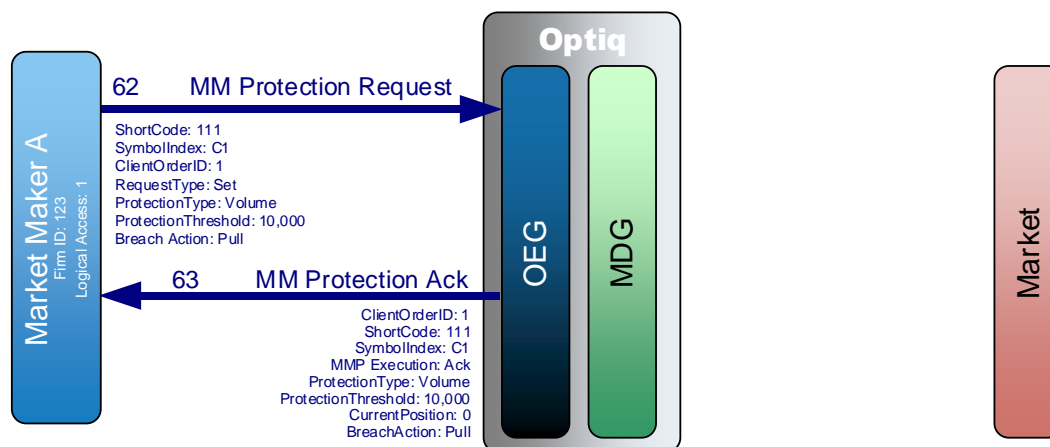 Optiq
62 MM Protection Request
ShortCode: 111
SymbolIndex: C1
ClientOrderID: 1
RequestType: Set
ProtectionType: Volume
ProtectionThreshold: 10,000
Breach Action: Pull
Market Maker A
Firm ID: 123
Logical Access: 1
63 MM Protection Ack
ClientOrderID: 1
ShortCode: 111
SymbolIndex: C1
MMP Execution: Ack
ProtectionType: Volume
ProtectionThreshold: 10,000
CurrentPosition: 0
BreachAction: Pull
OEG
MDG
Market